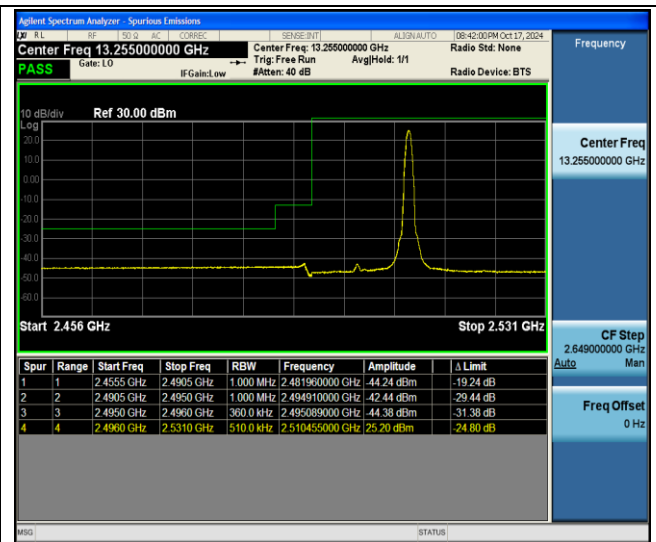 Agilent Spectrum Analyzer - Spurious Emissions
RL RF 50 Ω AC CORREC SENSE:INT ALIGN AUTO 08:42:00 PM Oct 17, 2024
Center Freq 13.255000000 GHz
Center Freq: 13.255000000 GHz
Radio Std: None
Frequency
PASS
Gate: LO
IFGain:Low
Trig: Free Run
Avg|Hold: 1/1
#Atten: 40 dB
Radio Device: BTS
10 dB/div Ref 30.00 dBm
Log
20.0
10.0
0.00
-10.0
-20.0
-30.0
-40.0
-50.0
-60.0
Start 2.456 GHz
Stop 2.531 GHz
Center Freq
13.255000000 GHz
CF Step
2.649000000 GHz
Auto Man
Freq Offset
0 Hz
Spur Range Start Freq Stop Freq RBW Frequency Amplitude Δ Limit
1 1 2.4555 GHz 2.4905 GHz 1.000 MHz 2.481960000 GHz -44.24 dBm -19.24 dB
2 2 2.4905 GHz 2.4950 GHz 1.000 MHz 2.494910000 GHz -42.44 dBm -29.44 dB
3 3 2.4950 GHz 2.4960 GHz 360.0 kHz 2.495089000 GHz -44.38 dBm -31.38 dB
4 4 2.4960 GHz 2.5310 GHz 510.0 kHz 2.510455000 GHz 25.20 dBm -24.80 dB
MSG
STATUS